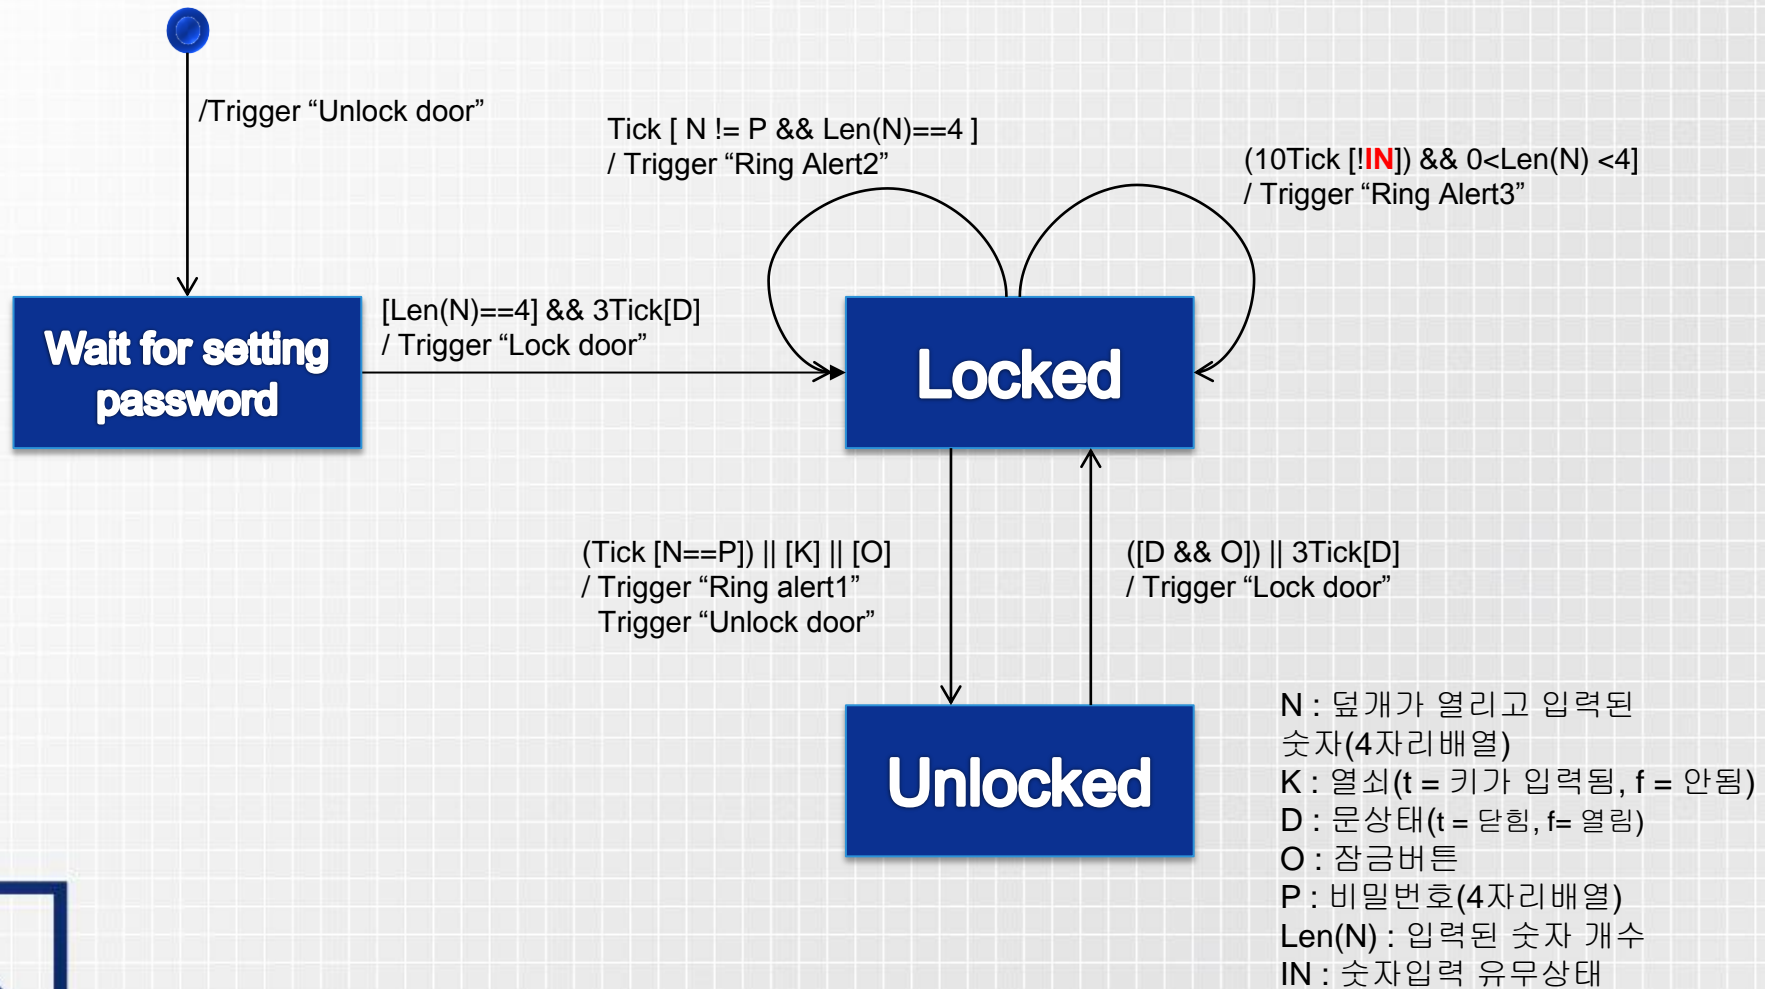 /Trigger “Unlock door”
Tick [ N != P && Len(N)==4 ]
/ Trigger “Ring Alert2”
(10Tick [!IN]) && 0<Len(N) <4]
/ Trigger “Ring Alert3”
[Len(N)==4] && 3Tick[D]
/ Trigger “Lock door”
Wait for setting
password
Locked
(Tick [N==P]) || [K] || [O]
/ Trigger “Ring alert1”
Trigger “Unlock door”
([D && O]) || 3Tick[D]
/ Trigger “Lock door”
Unlocked
N : 덮개가 열리고 입력된
숫자(4자리배열)
K : 열쇠(t = 키가 입력됨, f = 안됨)
D : 문상태(t = 닫힘, f= 열림)
O : 잠금버튼
P : 비밀번호(4자리배열)
Len(N) : 입력된 숫자 개수
IN : 숫자입력 유무상태